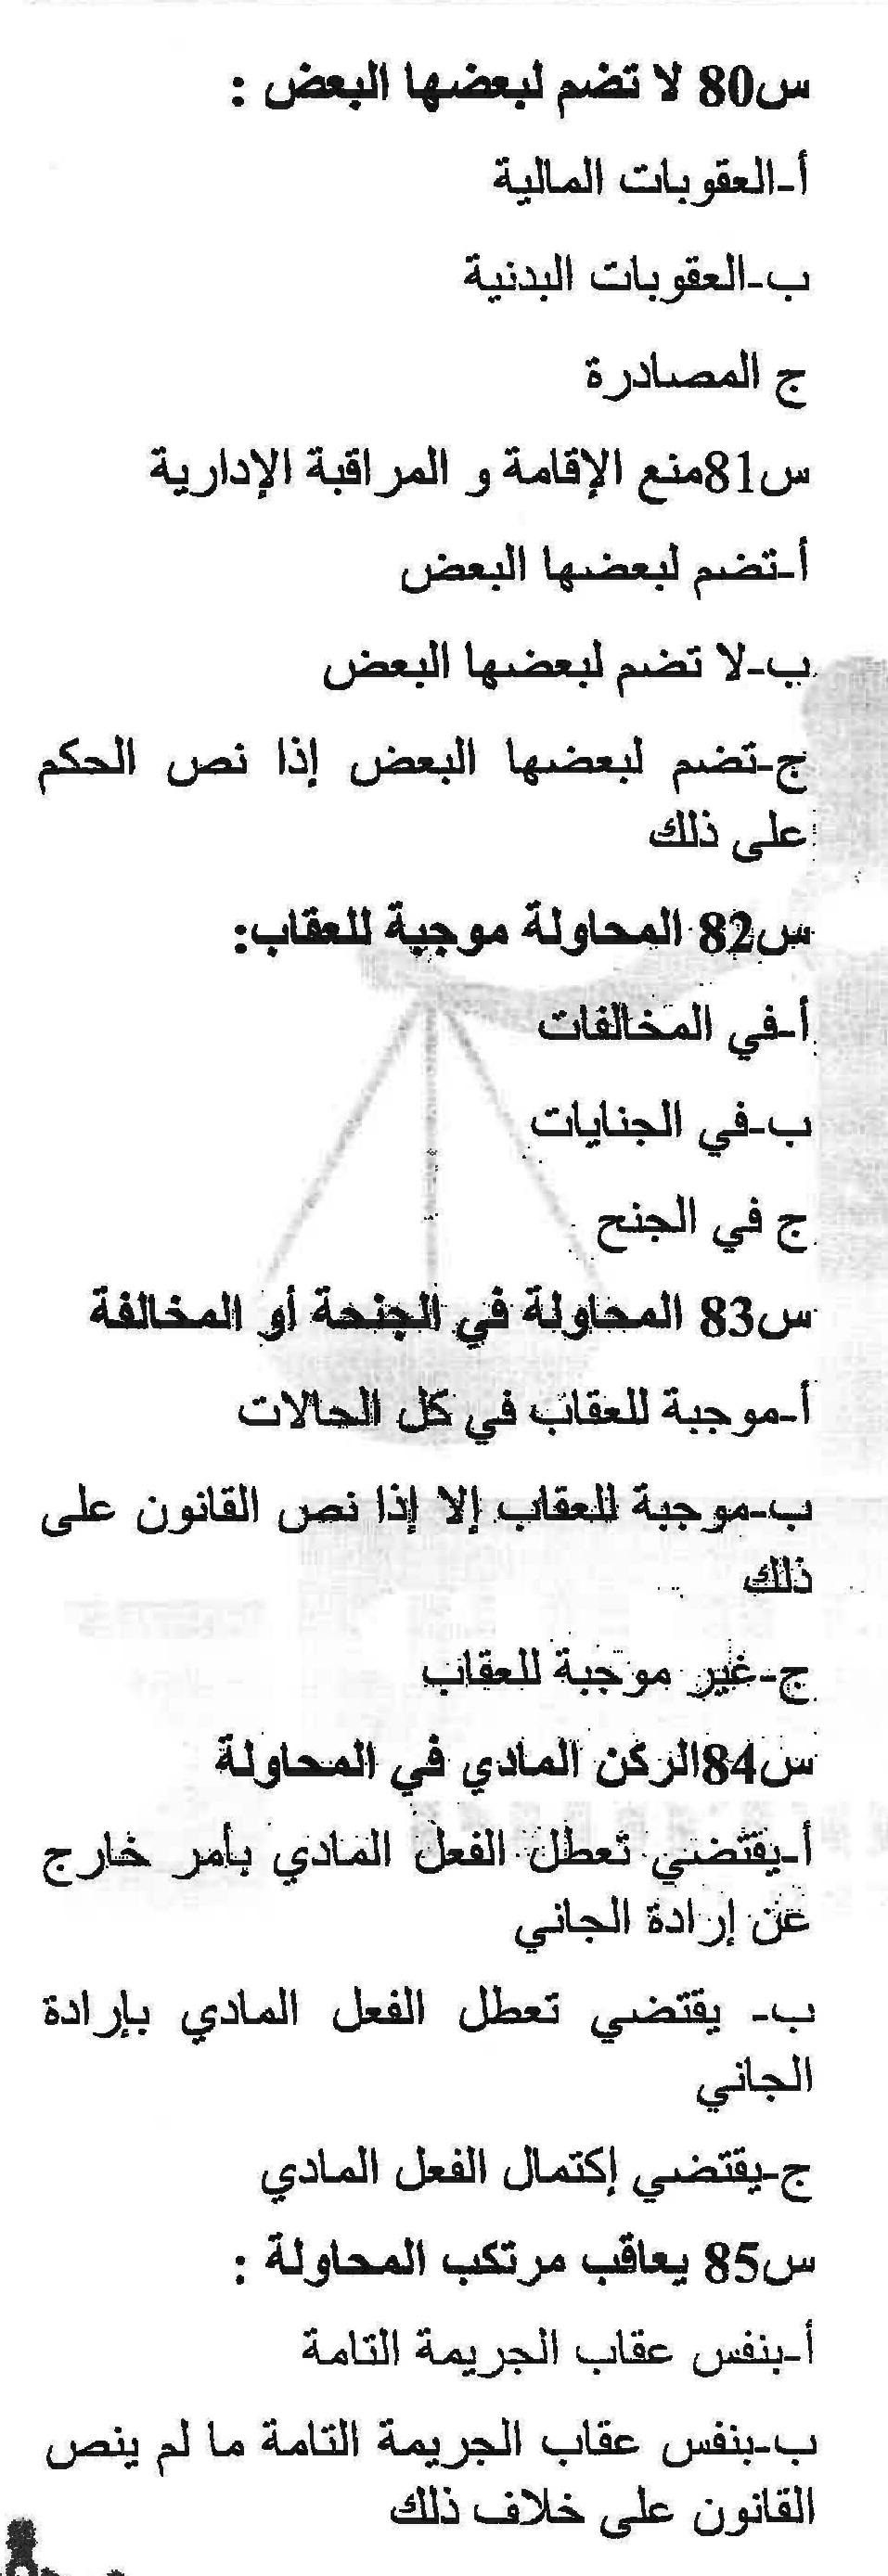 س80 لا تضم لبعضها البعض :
أ-العقوبات المالية
ب-العقوبات البدنية
ج المصادرة
س81منع الإقامة و المراقبة الإدارية
أ-تضم لبعضها البعض
ب-لا تضم لبعضها البعض
ج-تضم لبعضها البعض إذا نص الحكم
على ذلك
س82 المحاولة موجبة للعقاب:
أ-في المخالفات
ب-في الجنايات
ج في الجنح
س83 المحاولة في الجنحة أو المخالفة
أ-موجبة للعقاب في كل الحالات
ب-موجبة للعقاب إلا إذا نص القانون على
ذلك
ج-غير موجبة للعقاب
س84الركن المادي في المحاولة
أ-يقتضي تعطل الفعل المادي بأمر خارج
عن إرادة الجاني
ب- يقتضي تعطل الفعل المادي بإرادة
الجاني
ج-يقتضي إكتمال الفعل المادي
س85 يعاقب مرتكب المحاولة :
أ-بنفس عقاب الجريمة التامة
ب-بنفس عقاب الجريمة التامة ما لم ينص
القانون على خلاف ذلك